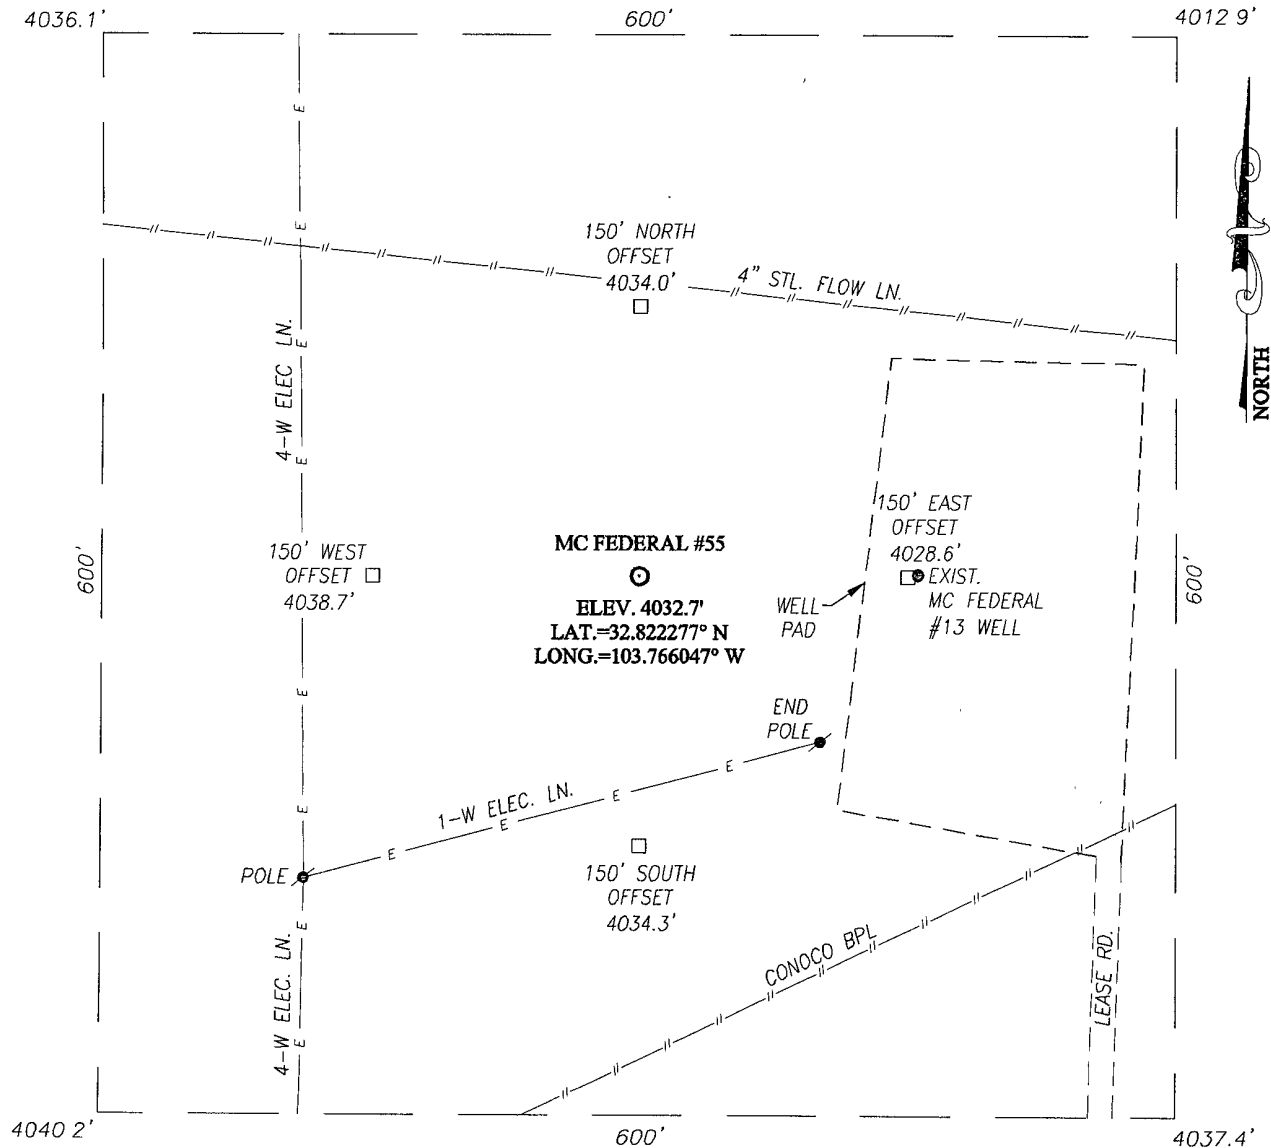 4036.1'
600'
4012 9'
150' NORTH
OFFSET
4034.0'
4" STL. FLOW LN.
NORTH
4-W ELEC LN.
150' WEST
OFFSET
4038.7'
600'
MC FEDERAL #55
ELEV. 4032.7'
LAT.=32.822277° N
LONG.=103.766047° W
150' EAST
OFFSET
4028.6'
EXIST.
MC FEDERAL
#13 WELL
WELL
PAD
600'
END
POLE
1-W ELEC. LN.
E E E E
POLE
150' SOUTH
OFFSET
4034.3'
CONOCO BPL
4-W ELEC. LN.
E E E E E E E E E
LEASE RD.
4040 2'
600'
4037.4'